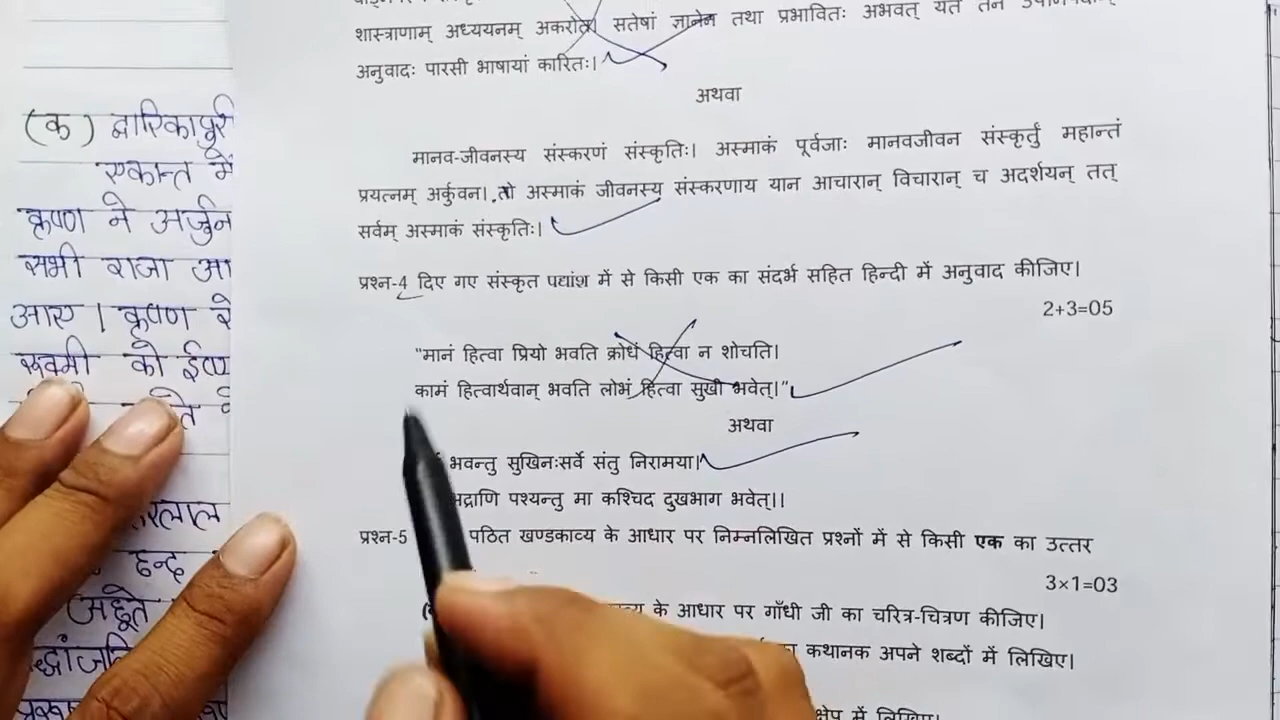 शास्त्राणाम् अध्ययनम् अकरोत्। सतेषां ज्ञानेन तथा प्रभावितः अभवत् यत् तेन
अनुवादः पारसी भाषायां कारितः।
अथवा
मानव-जीवनस्य संस्करणं संस्कृतिः। अस्माकं पूर्वजाः मानवजीवन संस्कृर्तुं महान्तं
प्रयत्नम् अर्कुवन। तो अस्माकं जीवनस्य संस्करणाय यान आचारान् विचारान् च अदर्शयन् तत्
सर्वम् अस्माकं संस्कृतिः।
प्रश्न-4 दिए गए संस्कृत पद्यांश में से किसी एक का संदर्भ सहित हिन्दी में अनुवाद कीजिए।
2+3=05
"मानं हित्वा प्रियो भवति क्रोधं हित्वा न शोचति।
कामं हित्वार्थवान् भवति लोभं हित्वा सुखी भवेत्।"
अथवा
भवन्तु सुखिनःसर्वे संतु निरामया।
पश्यन्तु मा कश्चिद दुखभाग भवेत्।।
प्रश्न-5 पठित खण्डकाव्य के आधार पर निम्नलिखित प्रश्नों में से किसी एक का उत्तर
3×1=03
के आधार पर गाँधी जी का चरित्र-चित्रण कीजिए।
का कथानक अपने शब्दों में लिखिए।
में लिखिए।
(क) द्वारिकापुरी
एकान्त में
कृष्ण ने अर्जुन
सभी राजा आ
आए । कृष्ण
रुक्मी को